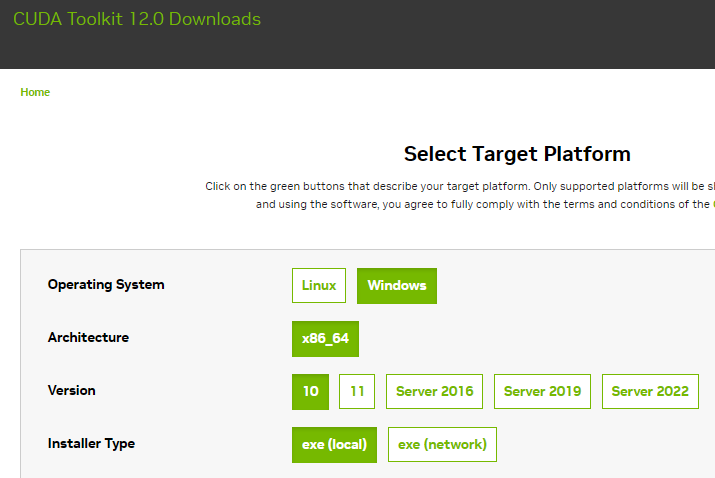 CUDA Toolkit 12.0 Downloads
Home
Select Target Platform
Click on the green buttons that describe your target platform. Only supported platforms will be
and using the software, you agree to fully comply with the terms and conditions of the
Operating System Linux Windows
Architecture x86_64
Version 10 11 Server 2016 Server 2019 Server 2022
Installer Type exe (local) exe (network)